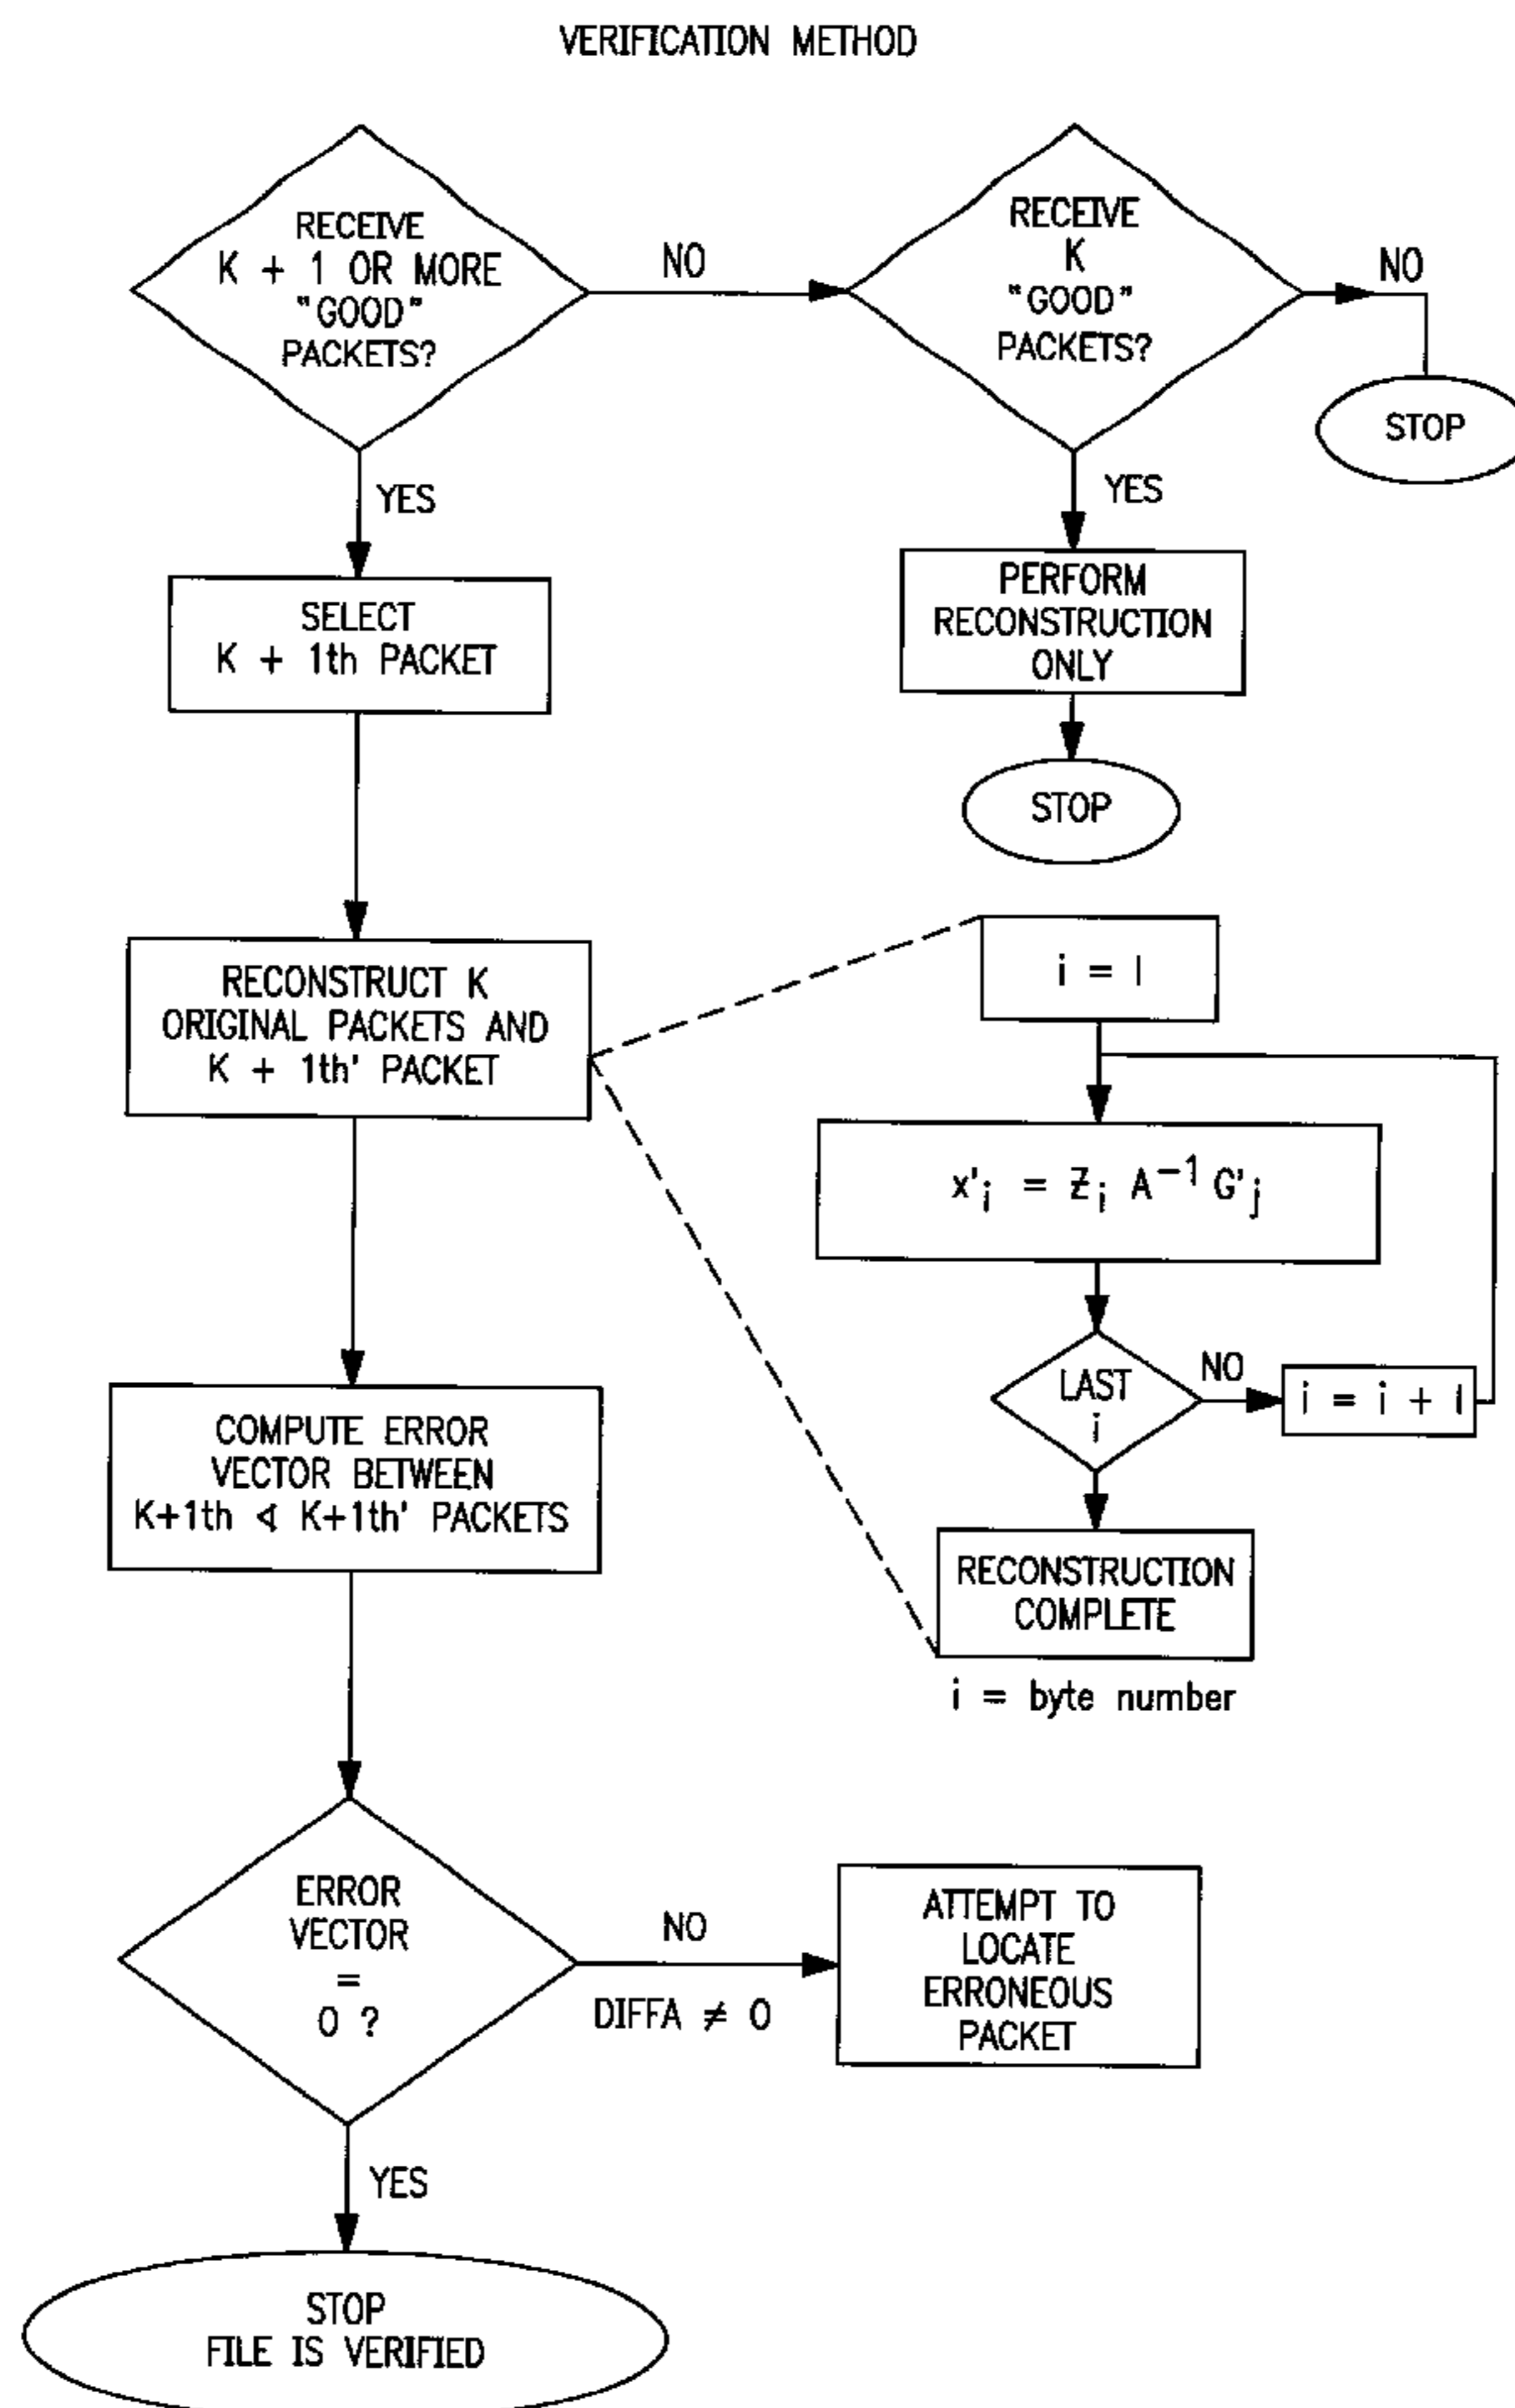 VERIFICATION METHOD
RECEIVE
K + 1 OR MORE
"GOOD"
PACKETS?
NO
RECEIVE
K
"GOOD"
PACKETS?
NO
STOP
YES
YES
SELECT
K + 1th PACKET
PERFORM
RECONSTRUCTION
ONLY
STOP
RECONSTRUCT K
ORIGINAL PACKETS AND
K + 1th' PACKET
i = 1
x'i = Zi A⁻¹ G'j
LAST
i
NO
i = i + 1
COMPUTE ERROR
VECTOR BETWEEN
K+1th ∢ K+1th' PACKETS
RECONSTRUCTION
COMPLETE
i = byte number
ERROR
VECTOR
=
0 ?
NO
DIFFA ≠ 0
ATTEMPT TO
LOCATE
ERRONEOUS
PACKET
YES
STOP
FILE IS VERIFIED